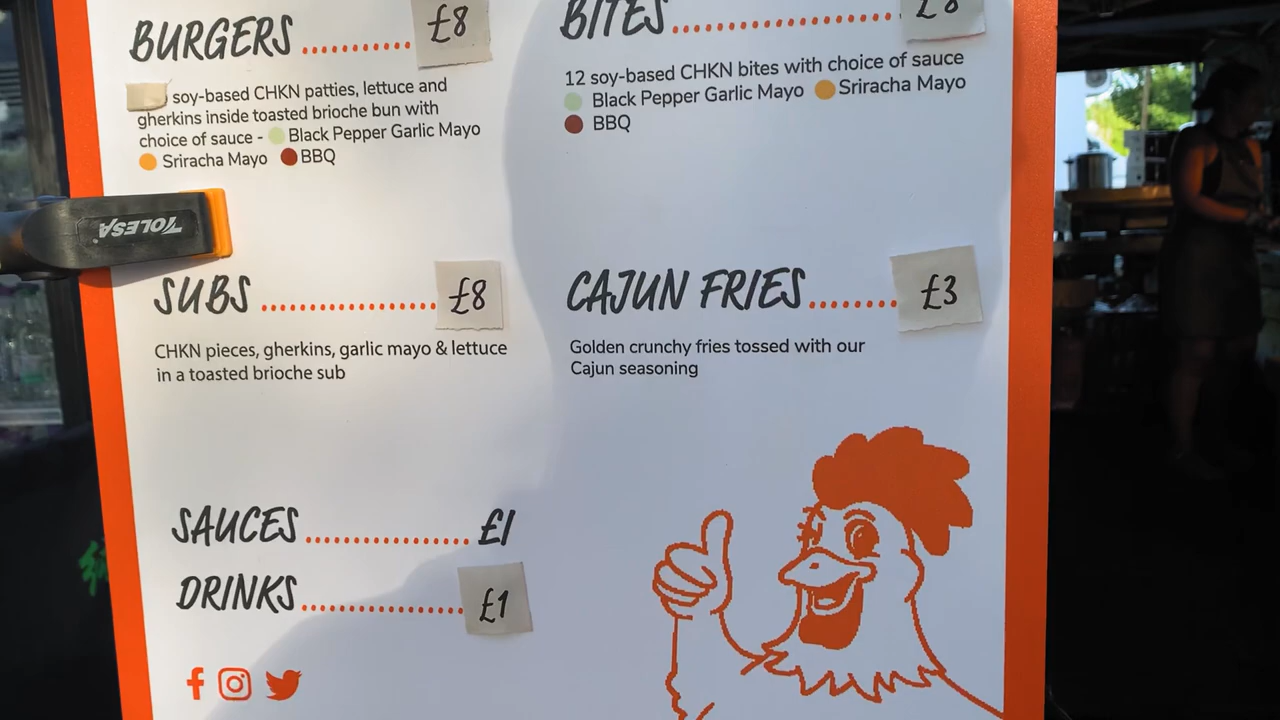 BURGERS £8
soy-based CHKN patties, lettuce and
gherkins inside toasted brioche bun with
choice of sauce - Black Pepper Garlic Mayo
Sriracha Mayo BBQ
BITES £8
12 soy-based CHKN bites with choice of sauce
Black Pepper Garlic Mayo Sriracha Mayo
BBQ
TOLESA
SUBS £8
CHKN pieces, gherkins, garlic mayo & lettuce
in a toasted brioche sub
CAJUN FRIES £3
Golden crunchy fries tossed with our
Cajun seasoning
SAUCES £1
DRINKS £1